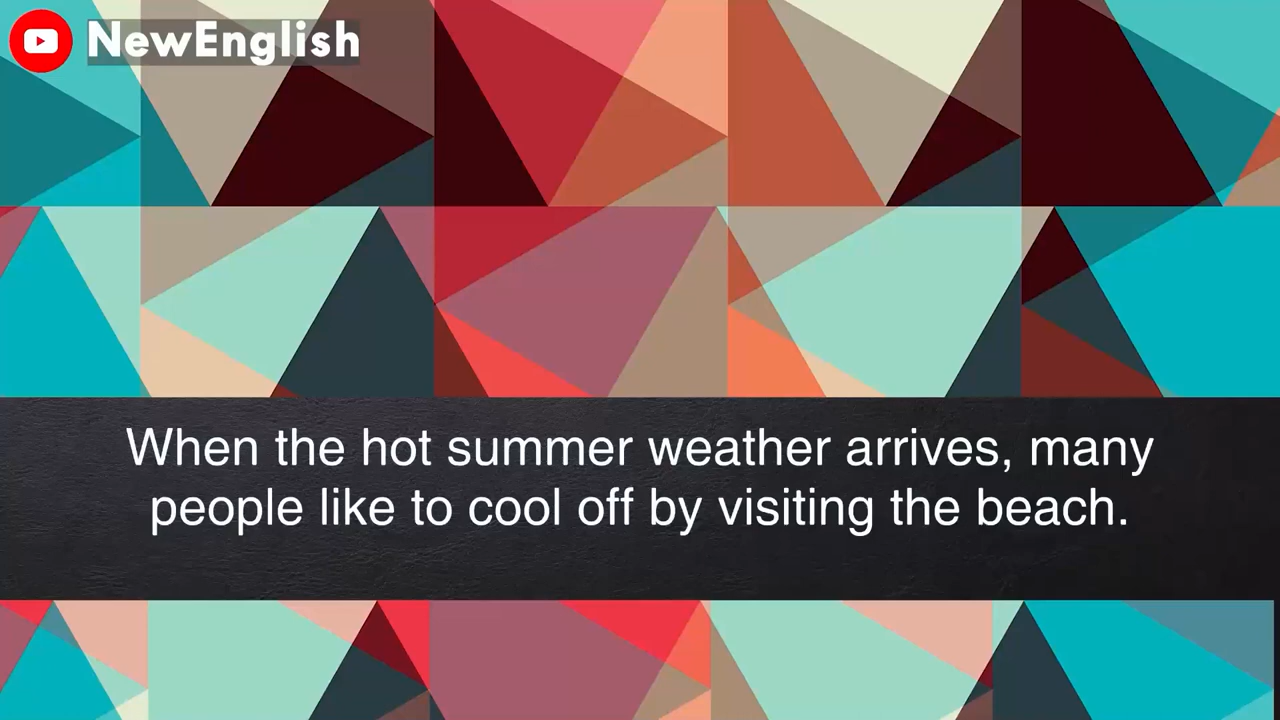 NewEnglish
When the hot summer weather arrives, many
people like to cool off by visiting the beach.